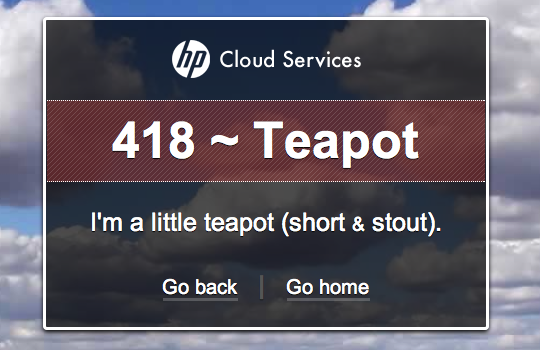 hp Cloud Services
418 ~ Teapot
I'm a little teapot (short & stout).
Go back | Go home